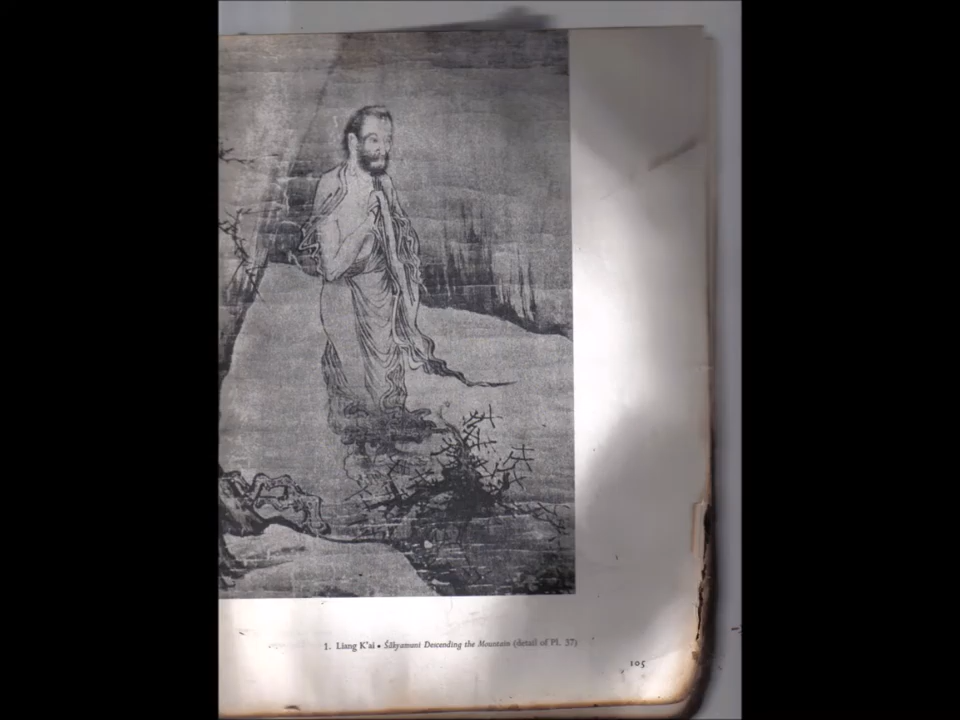 1. Liang K'ai • Śākyamuni Descending the Mountain (detail of Pl. 37)
105